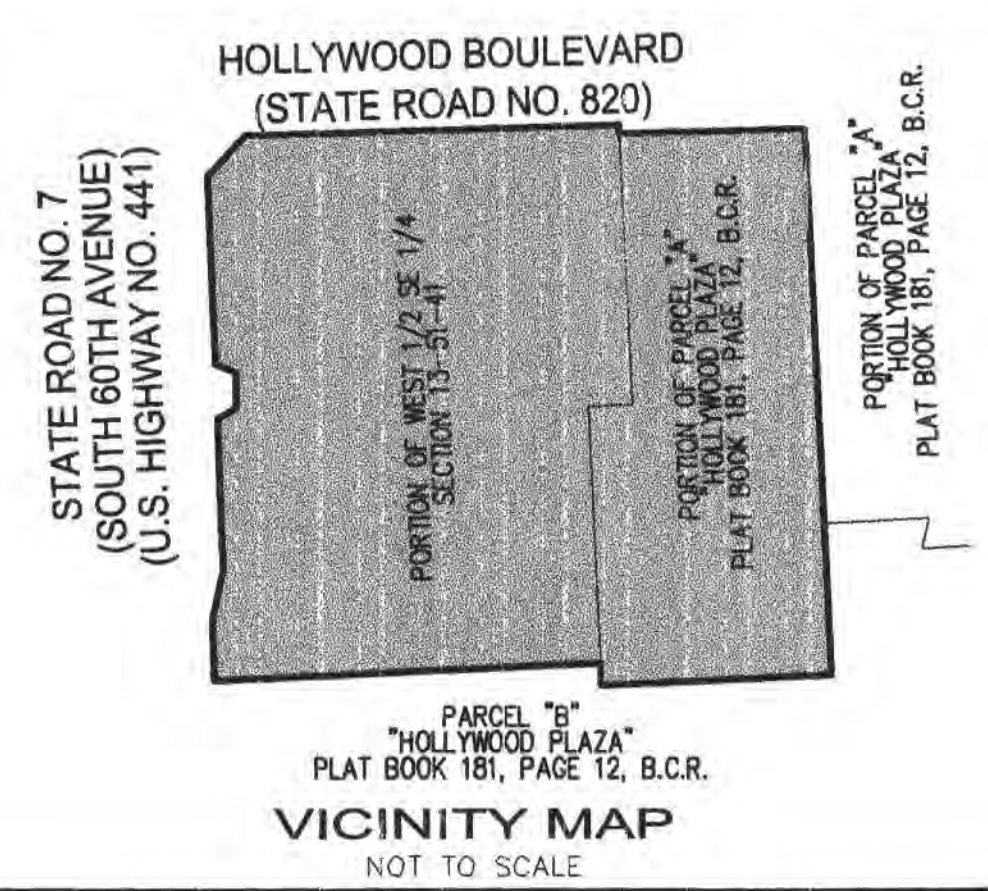 HOLLYWOOD BOULEVARD
(STATE ROAD NO. 820)
STATE ROAD NO. 7
(SOUTH 60TH AVENUE)
(U.S. HIGHWAY NO. 441)
PORTION OF WEST 1/2 SE 1/4
SECTION 13-51-41
PORTION OF PARCEL "A"
"HOLLYWOOD PLAZA"
PLAT BOOK 181, PAGE 12, B.C.R.
PORTION OF PARCEL "A"
"HOLLYWOOD PLAZA"
PLAT BOOK 181, PAGE 12, B.C.R.
PARCEL "B"
"HOLLYWOOD PLAZA"
PLAT BOOK 181, PAGE 12, B.C.R.
VICINITY MAP
NOT TO SCALE